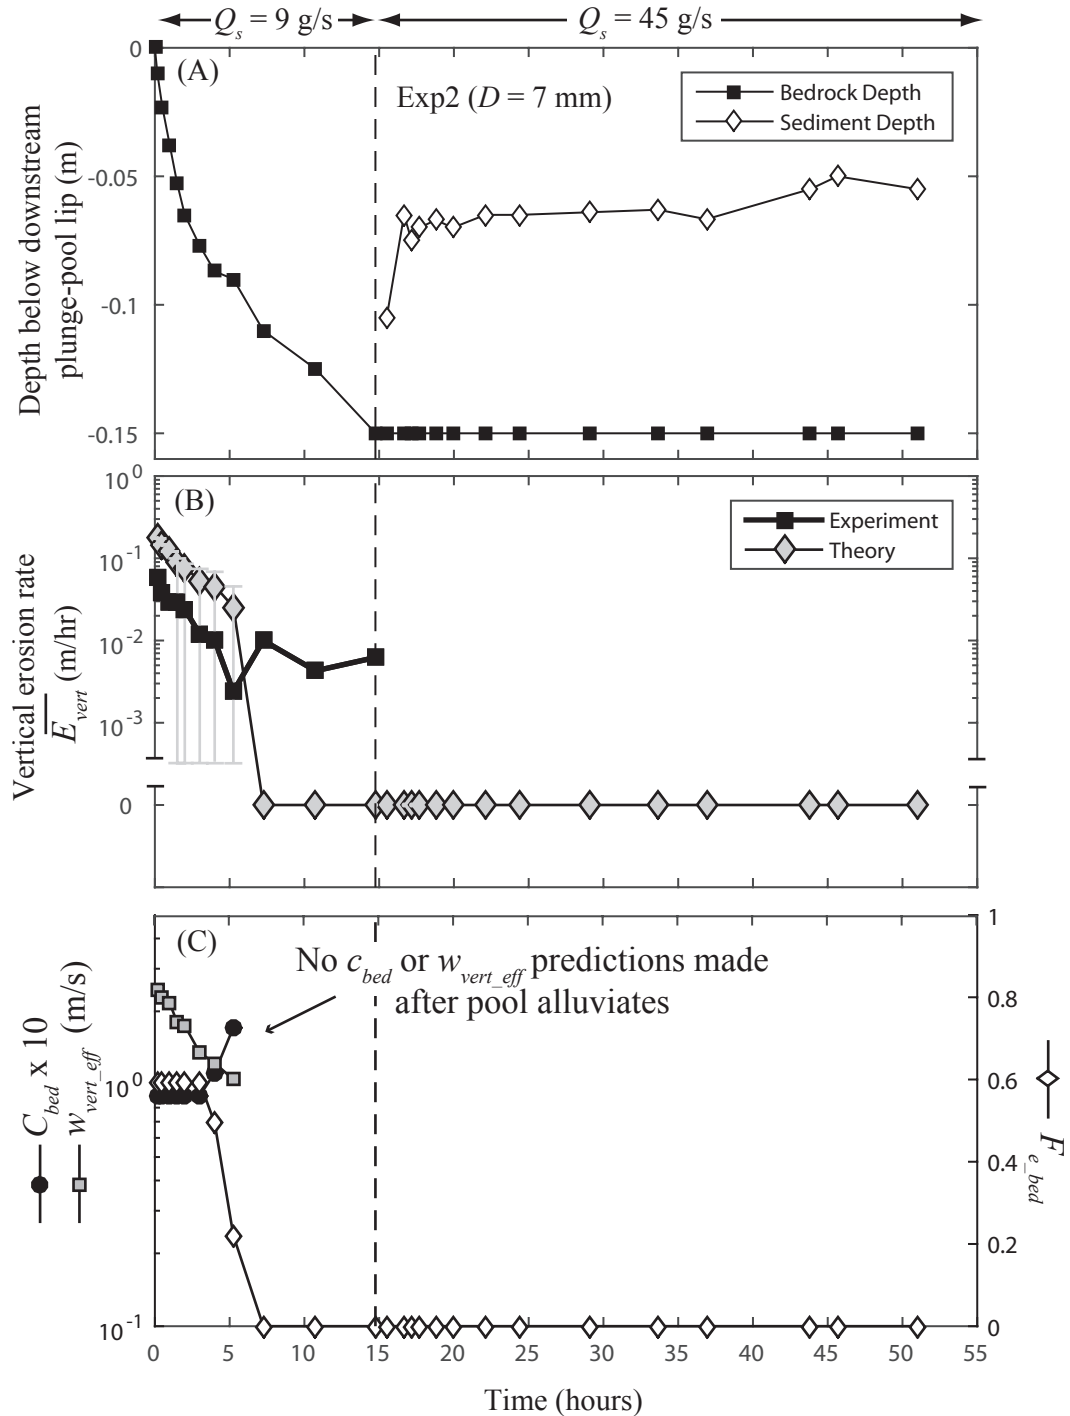 Q_s = 9 g/s
Q_s = 45 g/s
(A)
Exp2 (D = 7 mm)
Bedrock Depth
Sediment Depth
0
-0.05
-0.1
-0.15
Depth below downstream
plunge-pool lip (m)
(B)
Experiment
Theory
10^0
10^-1
10^-2
10^-3
0
Vertical erosion rate
E_vert (m/hr)
(C)
No c_bed or w_vert_eff predictions made
after pool alluviates
10^0
10^-1
C_bed x 10
w_vert_eff (m/s)
1
0.8
0.6
0.4
0.2
0
F_e_bed
0 5 10 15 20 25 30 35 40 45 50 55
Time (hours)